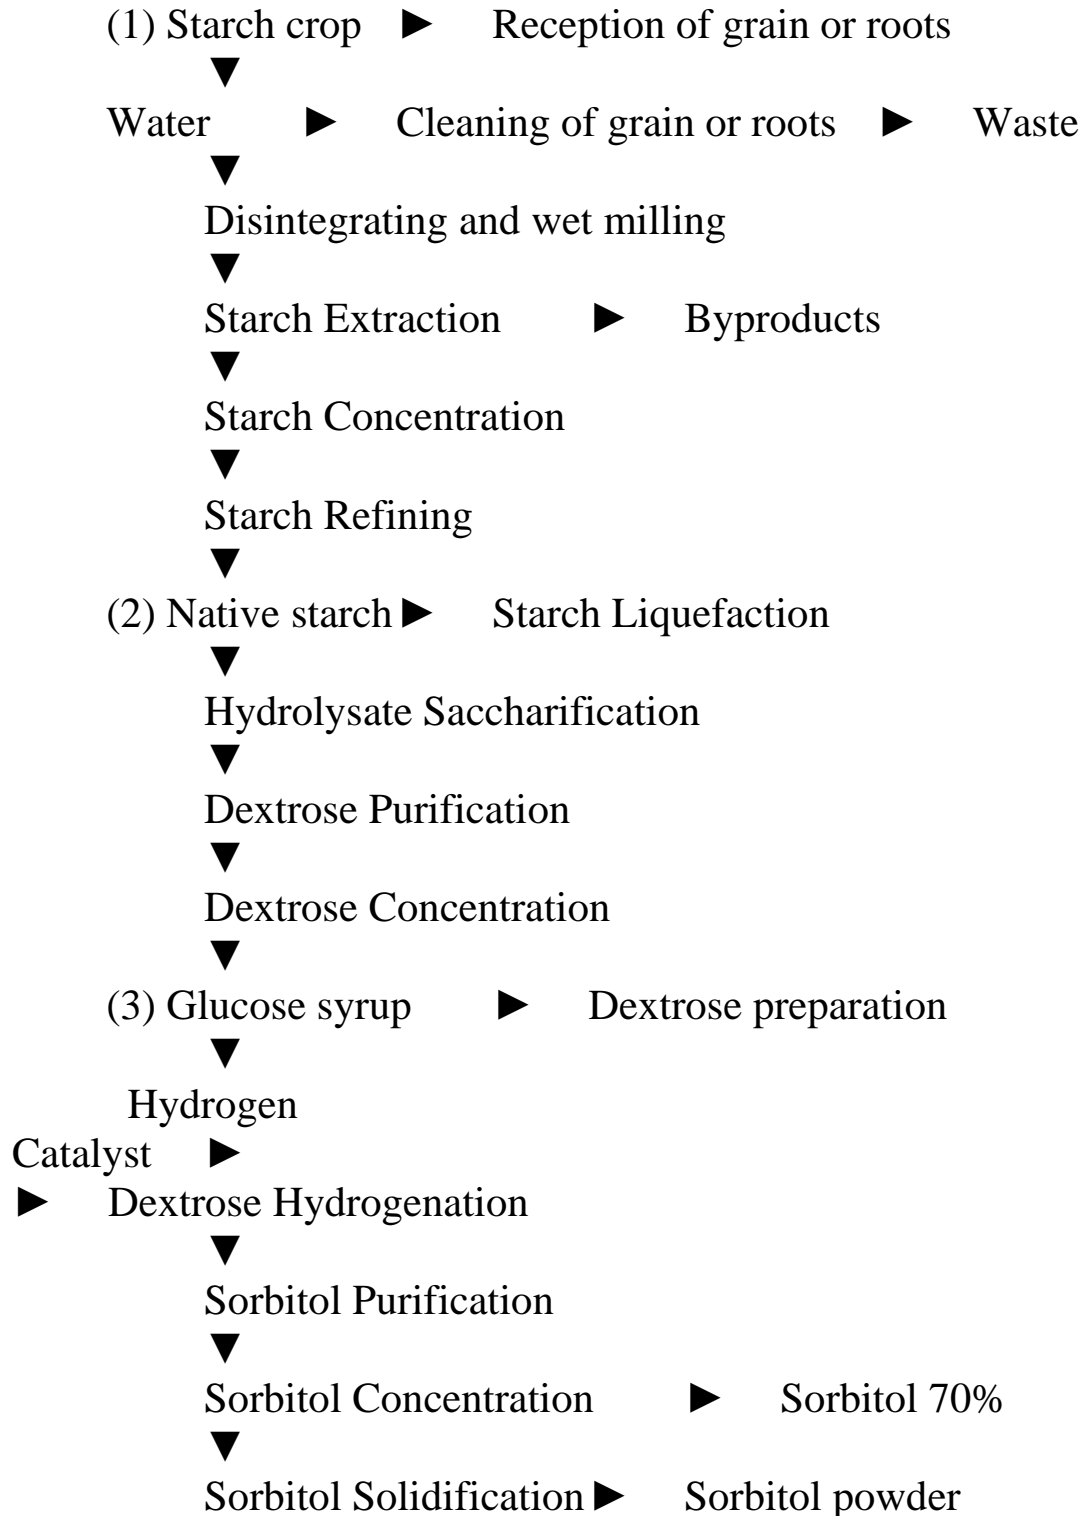 (1) Starch crop ► Reception of grain or roots
▼
Water ► Cleaning of grain or roots ► Waste
▼
Disintegrating and wet milling
▼
Starch Extraction ► Byproducts
▼
Starch Concentration
▼
Starch Refining
▼
(2) Native starch ► Starch Liquefaction
▼
Hydrolysate Saccharification
▼
Dextrose Purification
▼
Dextrose Concentration
▼
(3) Glucose syrup ► Dextrose preparation
▼
Hydrogen
Catalyst ►
► Dextrose Hydrogenation
▼
Sorbitol Purification
▼
Sorbitol Concentration ► Sorbitol 70%
▼
Sorbitol Solidification ► Sorbitol powder